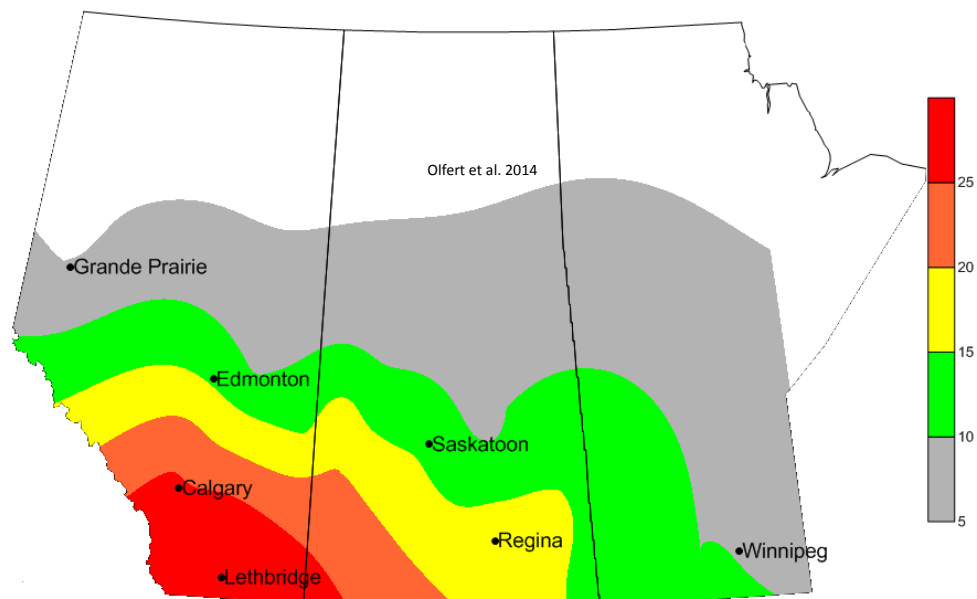 Olfert et al. 2014
Grande Prairie
Edmonton
Saskatoon
Calgary
Regina
Winnipeg
Lethbridge
25
20
15
10
5